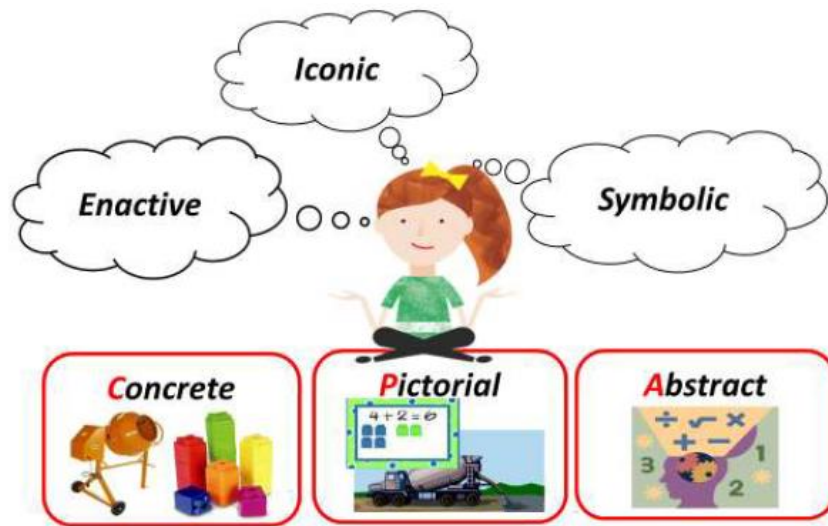 Iconic
Enactive
Symbolic
Concrete
Pictorial
Abstract
4+2=6
÷ √ ×
+ −
3
1
2